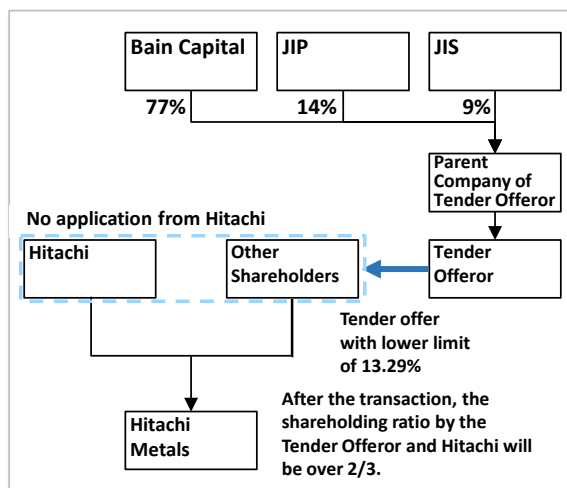 Bain Capital
JIP
JIS
77%
14%
9%
Parent
Company of
Tender Offeror
No application from Hitachi
Hitachi
Other
Shareholders
Tender
Offeror
Tender offer
with lower limit
of 13.29%
After the transaction, the
shareholding ratio by the
Tender Offeror and Hitachi will
be over 2/3.
Hitachi
Metals